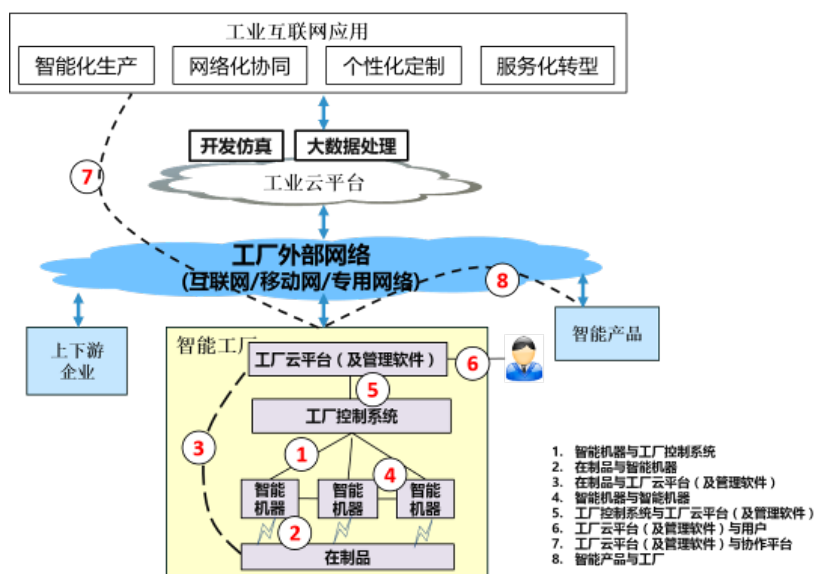 工业互联网应用
智能化生产
网络化协同
个性化定制
服务化转型
开发仿真
大数据处理
7
工业云平台
工厂外部网络
(互联网/移动网/专用网络)
8
上下游
企业
智能工厂
智能产品
工厂云平台（及管理软件）
6
5
工厂控制系统
3
1
4
智能
机器
智能
机器
智能
机器
2
在制品
1. 智能机器与工厂控制系统
2. 在制品与智能机器
3. 在制品与工厂云平台（及管理软件）
4. 智能机器与智能机器
5. 工厂控制系统与工厂云平台（及管理软件）
6. 工厂云平台（及管理软件）与用户
7. 工厂云平台（及管理软件）与协作平台
8. 智能产品与工厂